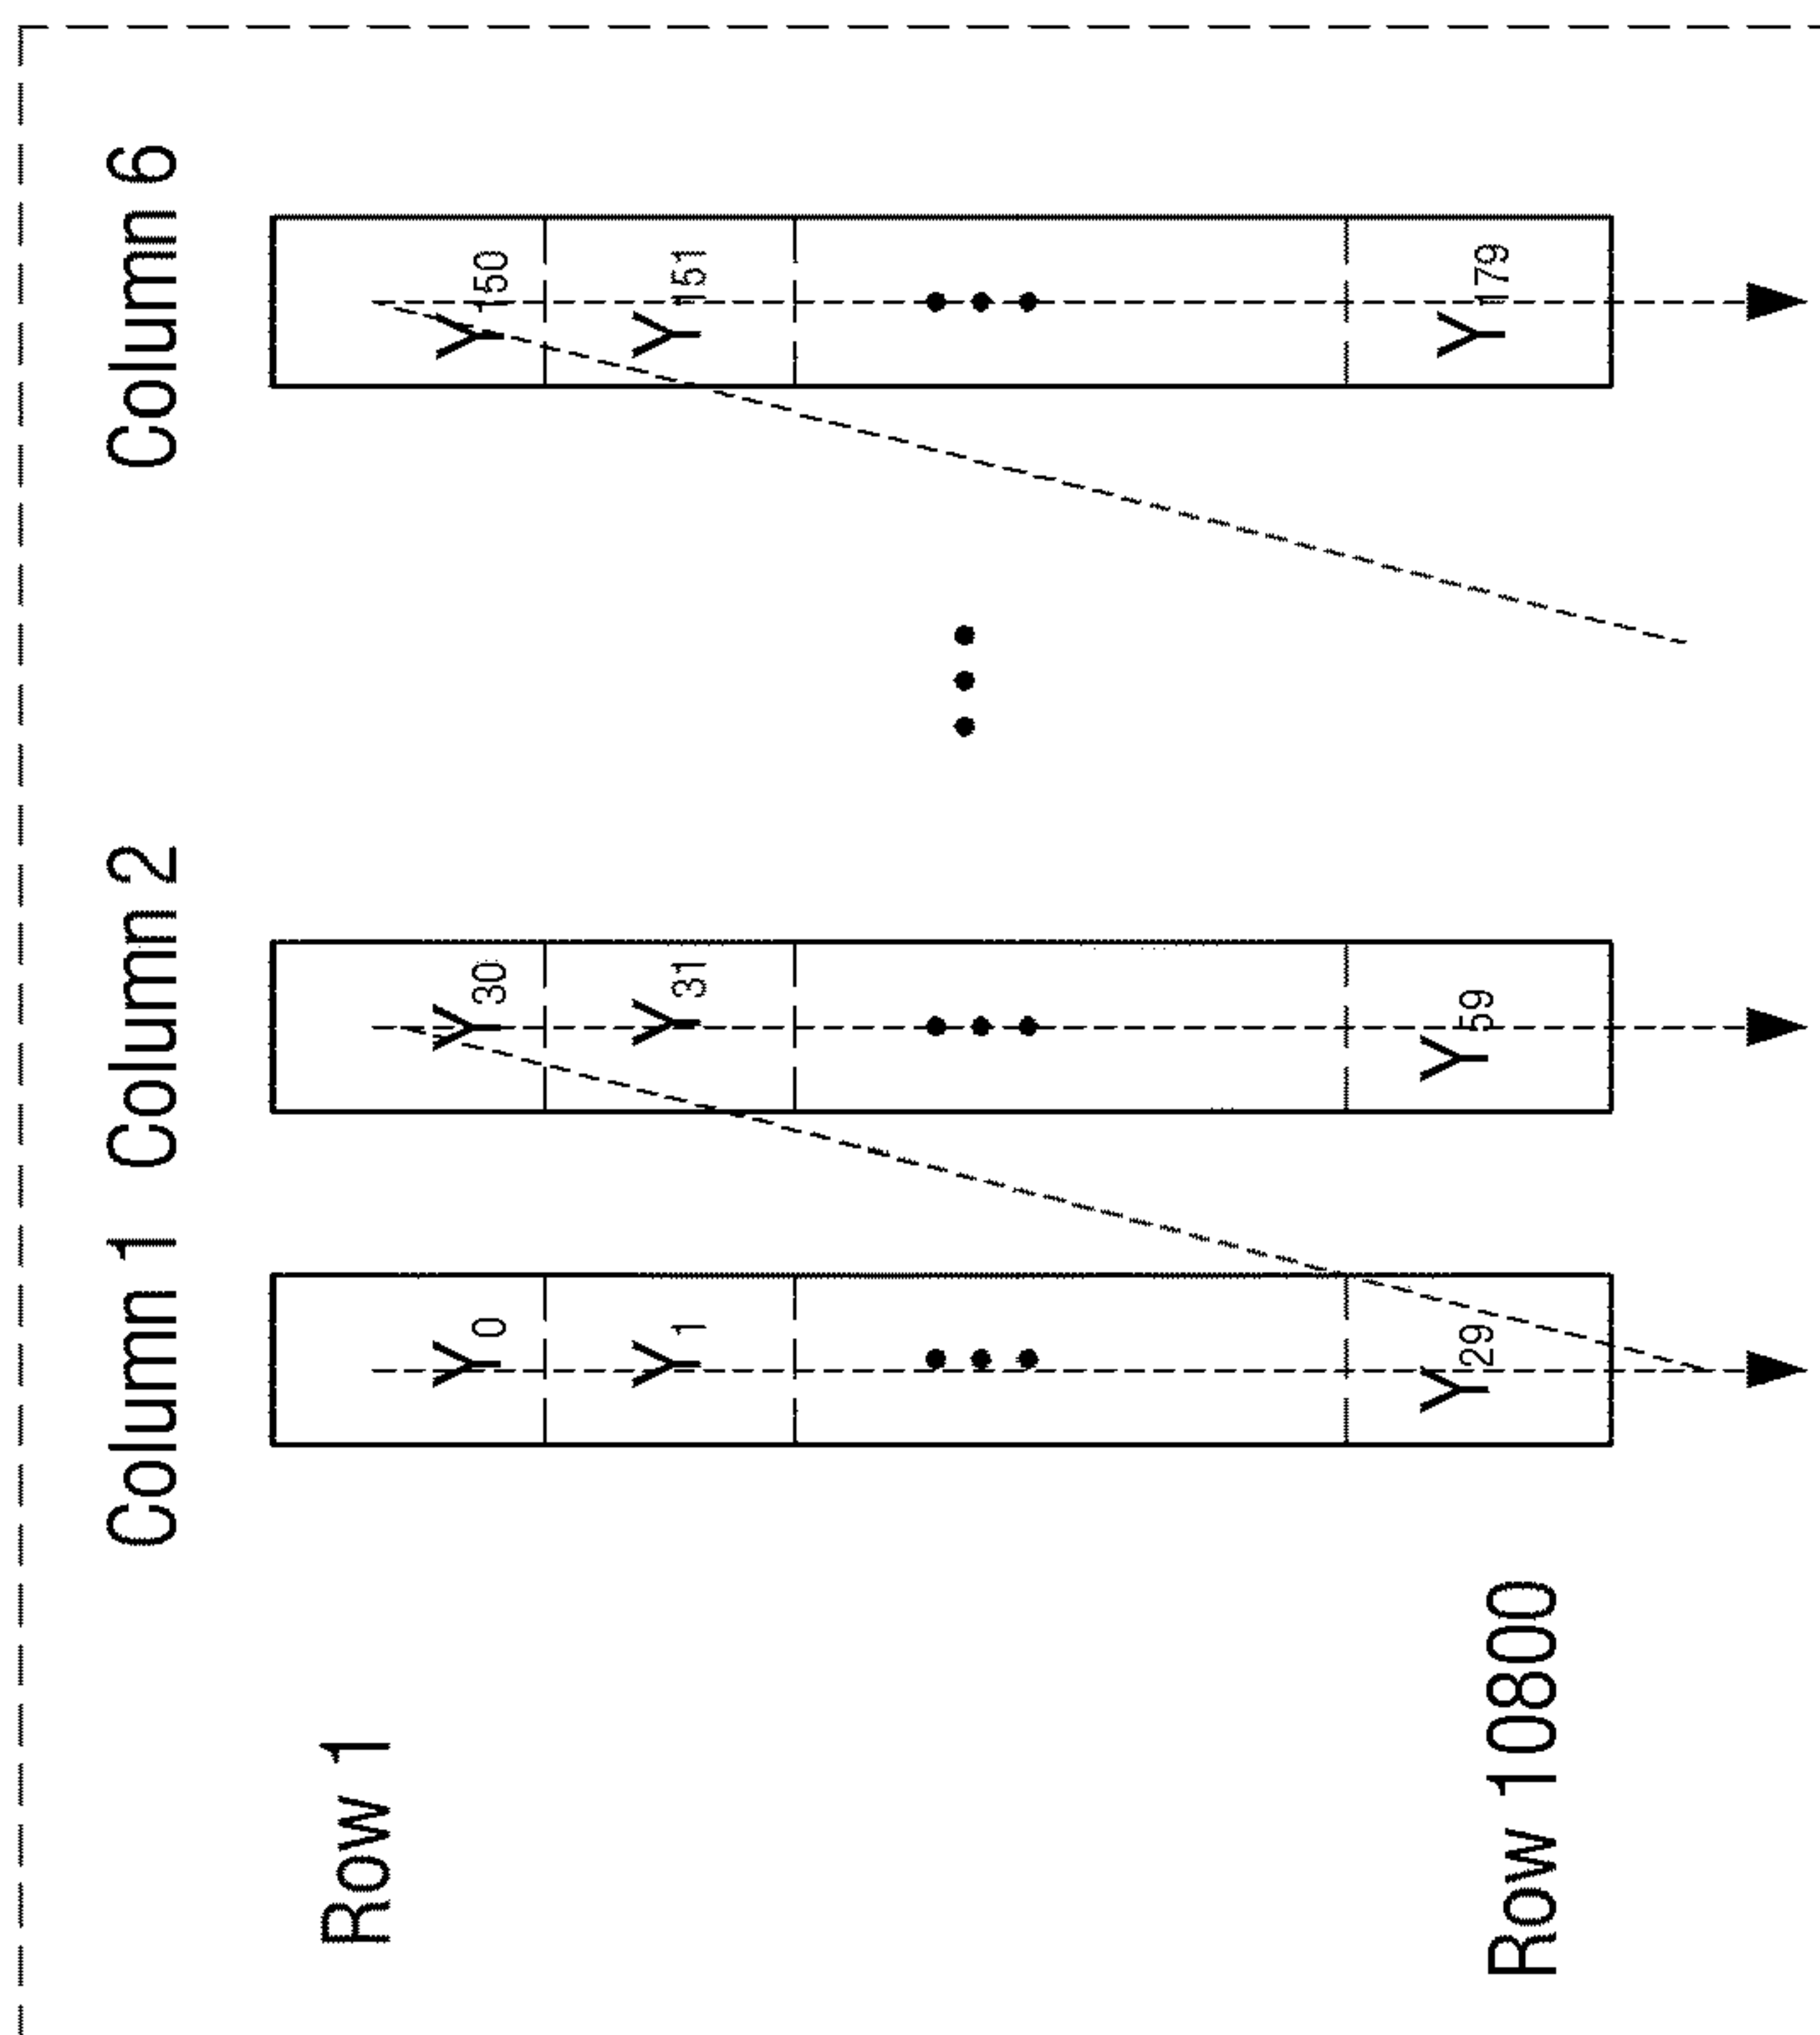 Column 1 Column 2 Column 6
Row 1
Y0 Y30 Y150
Y1 Y31 Y151
Y29 Y59 Y179
Row 10800